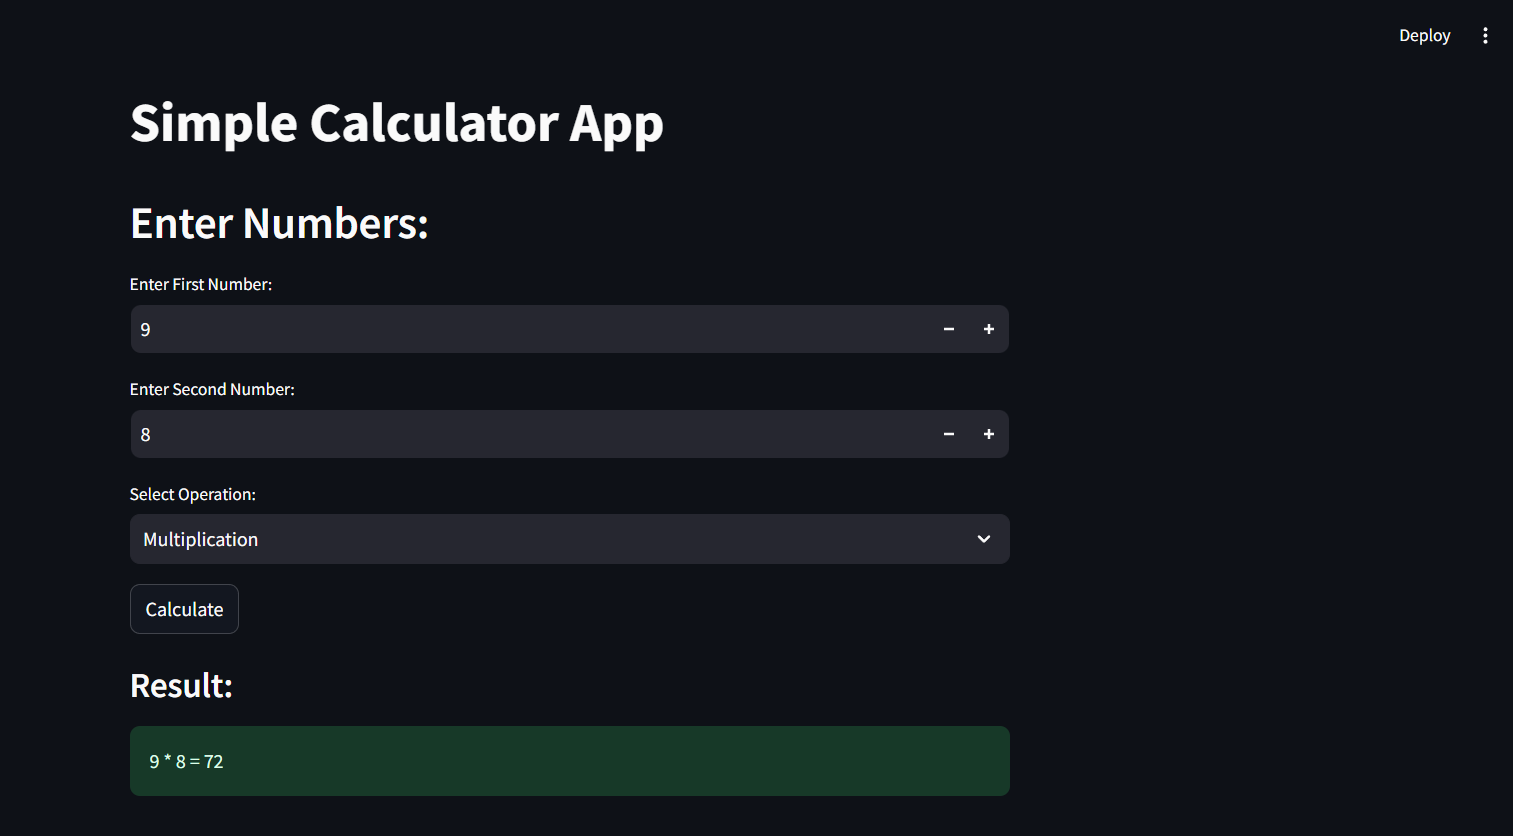 Deploy
Simple Calculator App
Enter Numbers:
Enter First Number:
9
Enter Second Number:
8
Select Operation:
Multiplication
Calculate
Result:
9 * 8 = 72